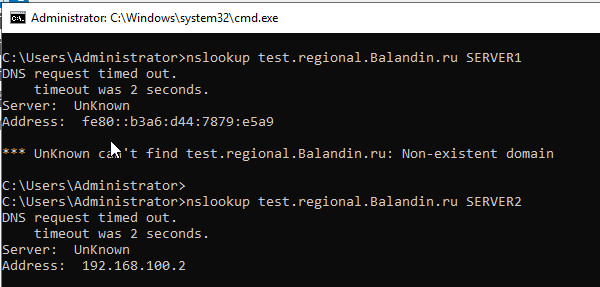 Administrator: C:\Windows\system32\cmd.exe
C:\Users\Administrator>nslookup test.regional.Balandin.ru SERVER1
DNS request timed out.
    timeout was 2 seconds.
Server:  UnKnown
Address:  fe80::b3a6:d44:7879:e5a9
*** UnKnown can't find test.regional.Balandin.ru: Non-existent domain
C:\Users\Administrator>
C:\Users\Administrator>nslookup test.regional.Balandin.ru SERVER2
DNS request timed out.
    timeout was 2 seconds.
Server:  UnKnown
Address:  192.168.100.2